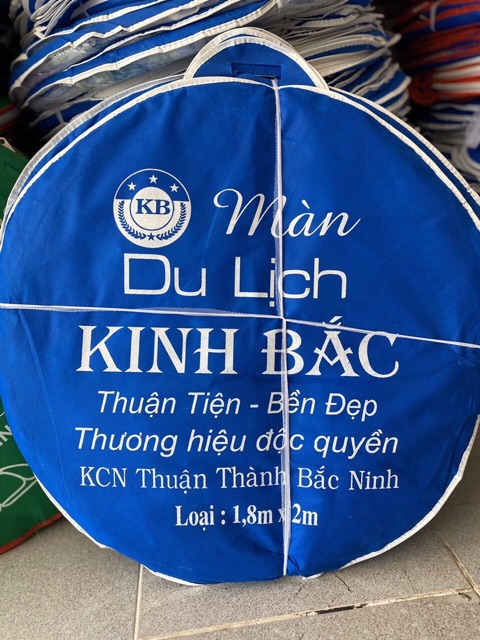 KB
Màn
Du Lịch
KINH BẮC
Thuận Tiện - Bền Đẹp
Thương hiệu độc quyền
KCN Thuận Thành Bắc Ninh
Loại : 1,8m x 2m